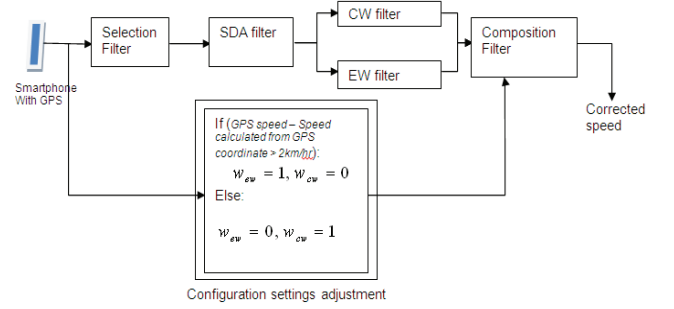 CW filter
Selection
Filter
SDA filter
Composition
Filter
EW filter
Smartphone
With GPS
Corrected
speed
If (GPS speed – Speed
calculated from GPS
coordinate > 2km/hr):
w_ew = 1, w_cw = 0
Else:
w_ew = 0, w_cw = 1
Configuration settings adjustment